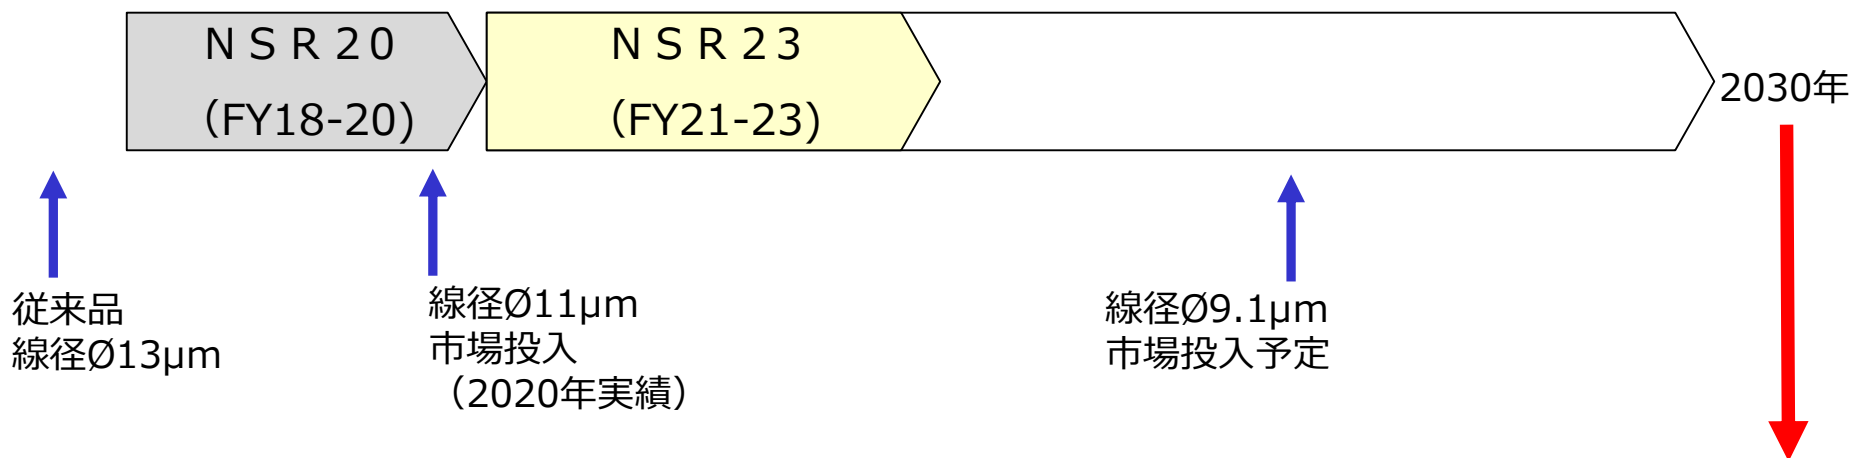 ＮＳＲ20
（FY18-20)
ＮＳＲ23
（FY21-23)
2030年
従来品
線径Ø13μm
線径Ø11μm
市場投入
（2020年実績）
線径Ø9.1μm
市場投入予定